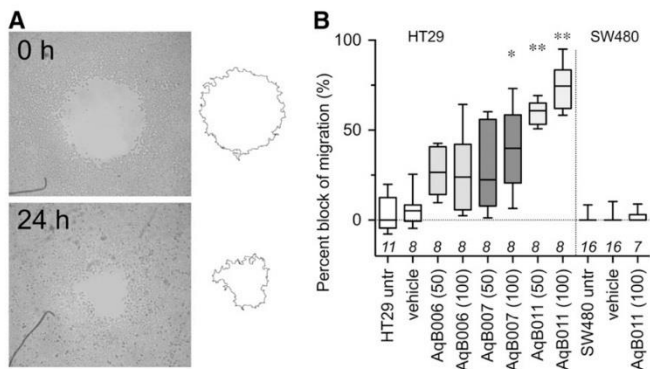 A
0 h
24 h
B
HT29
SW480
Percent block of migration (%)
100
50
0
*
**
**
11
8
8
8
8
8
8
8
16
16
7
HT29 untr
vehicle
AqB006 (50)
AqB006 (100)
AqB007 (50)
AqB007 (100)
AqB011 (50)
AqB011 (100)
SW480 untr
vehicle
AqB011 (100)